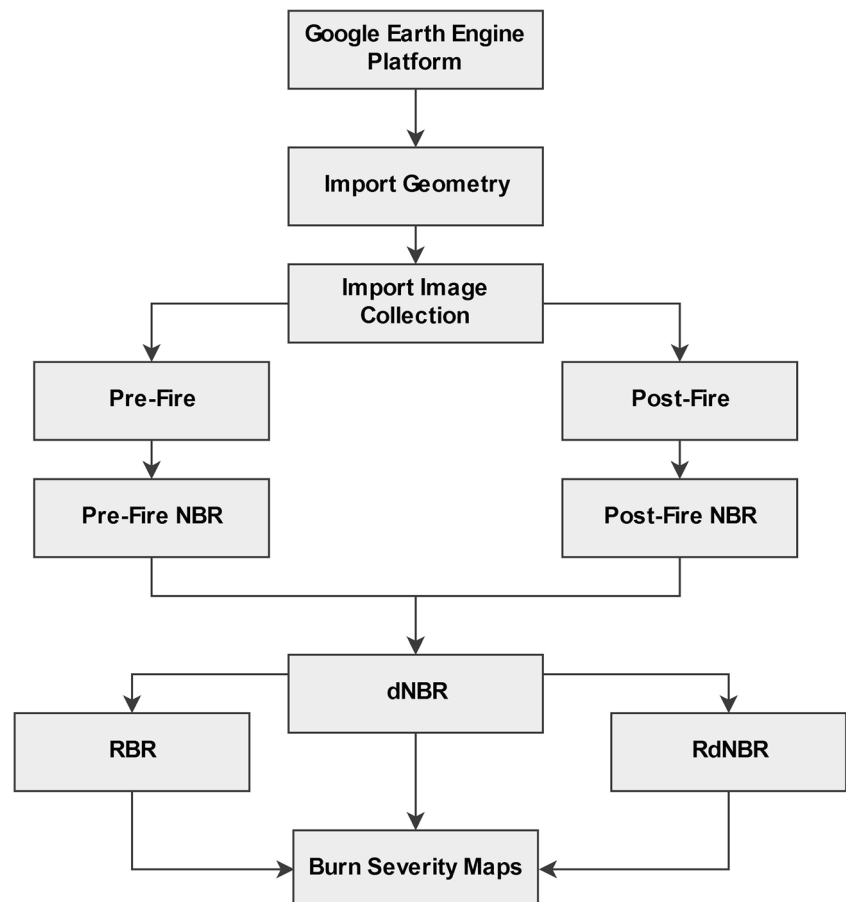 Google Earth Engine
Platform
Import Geometry
Import Image
Collection
Pre-Fire
Post-Fire
Pre-Fire NBR
Post-Fire NBR
dNBR
RBR
RdNBR
Burn Severity Maps